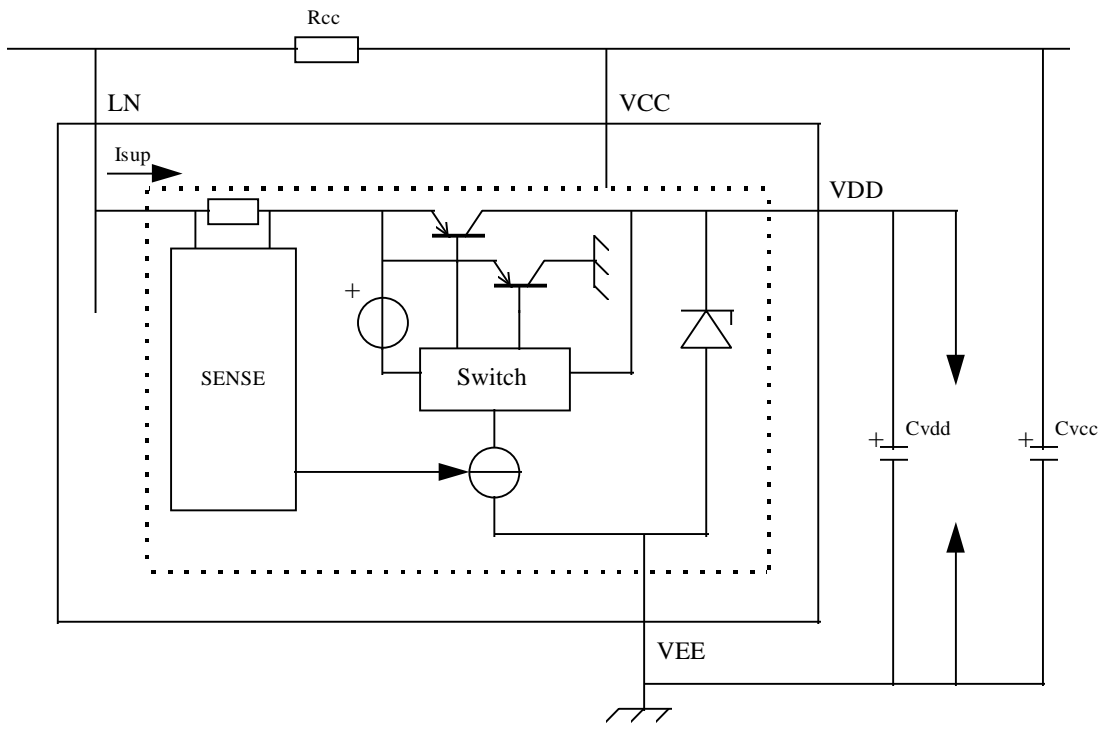 Rcc
LN
VCC
Isup
VDD
+
SENSE
Switch
+ Cvdd
+ Cvcc
VEE